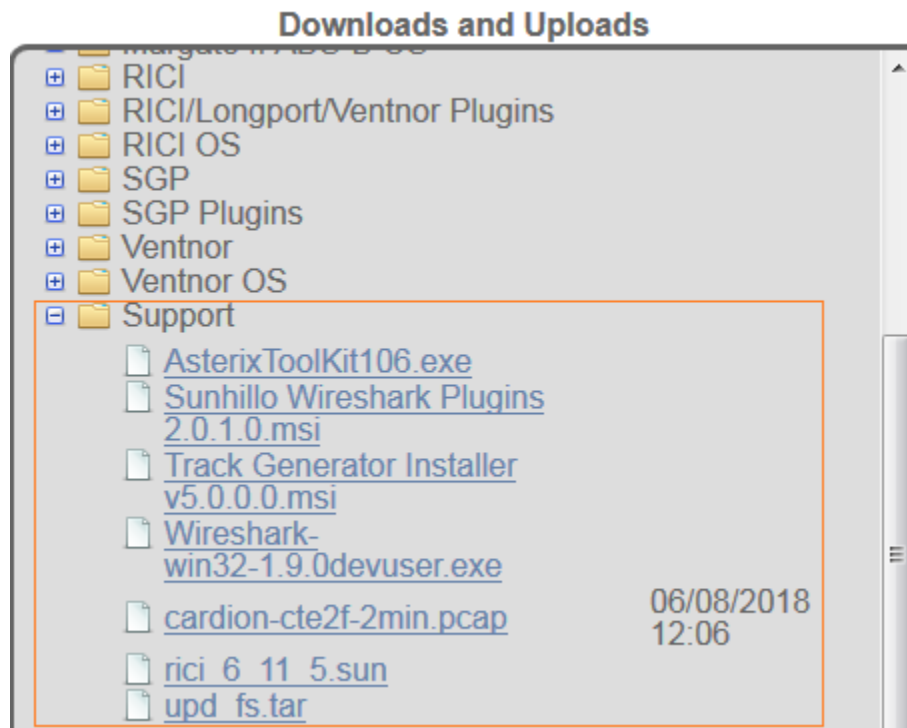 Downloads and Uploads
RICI
RICI/Longport/Ventnor Plugins
RICI OS
SGP
SGP Plugins
Ventnor
Ventnor OS
Support
AsterixToolKit106.exe
Sunhillo Wireshark Plugins
2.0.1.0.msi
Track Generator Installer
v5.0.0.0.msi
Wireshark-
win32-1.9.0devuser.exe
cardion-cte2f-2min.pcap
06/08/2018
12:06
rici_6_11_5.sun
upd_fs.tar